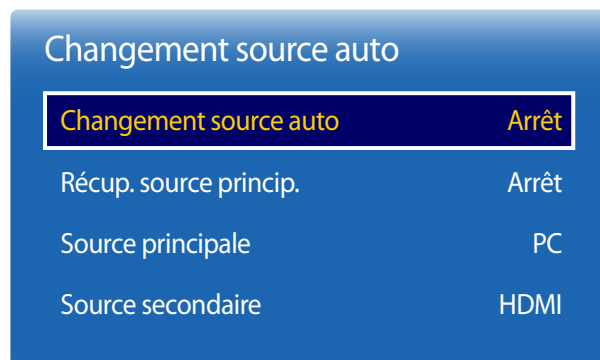 Changement source auto
Changement source auto Arrêt
Récup. source princip. Arrêt
Source principale PC
Source secondaire HDMI